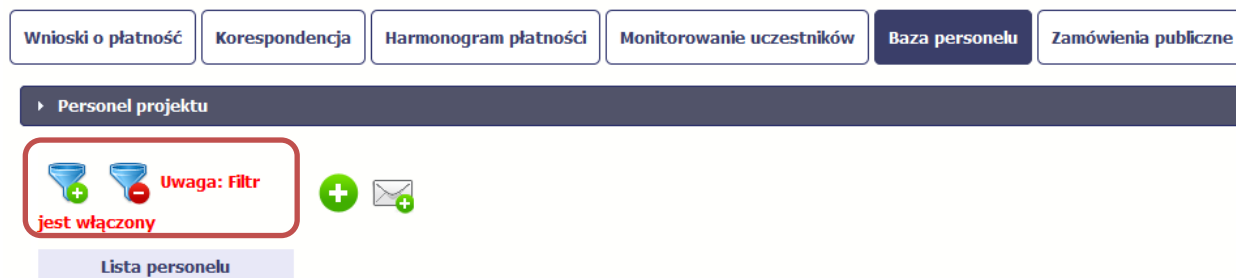 Wnioski o płatność Korespondencja Harmonogram płatności Monitorowanie uczestników Baza personelu Zamówienia publiczne
Personel projektu
Uwaga: Filtr
jest włączony
Lista personelu